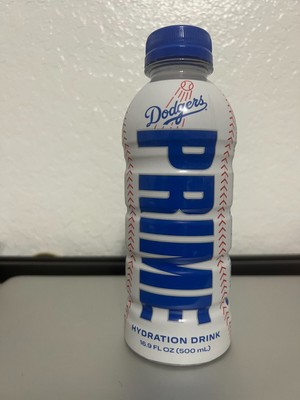 Dodgers
PRIME
HYDRATION DRINK
16.9 FL OZ (500 mL)